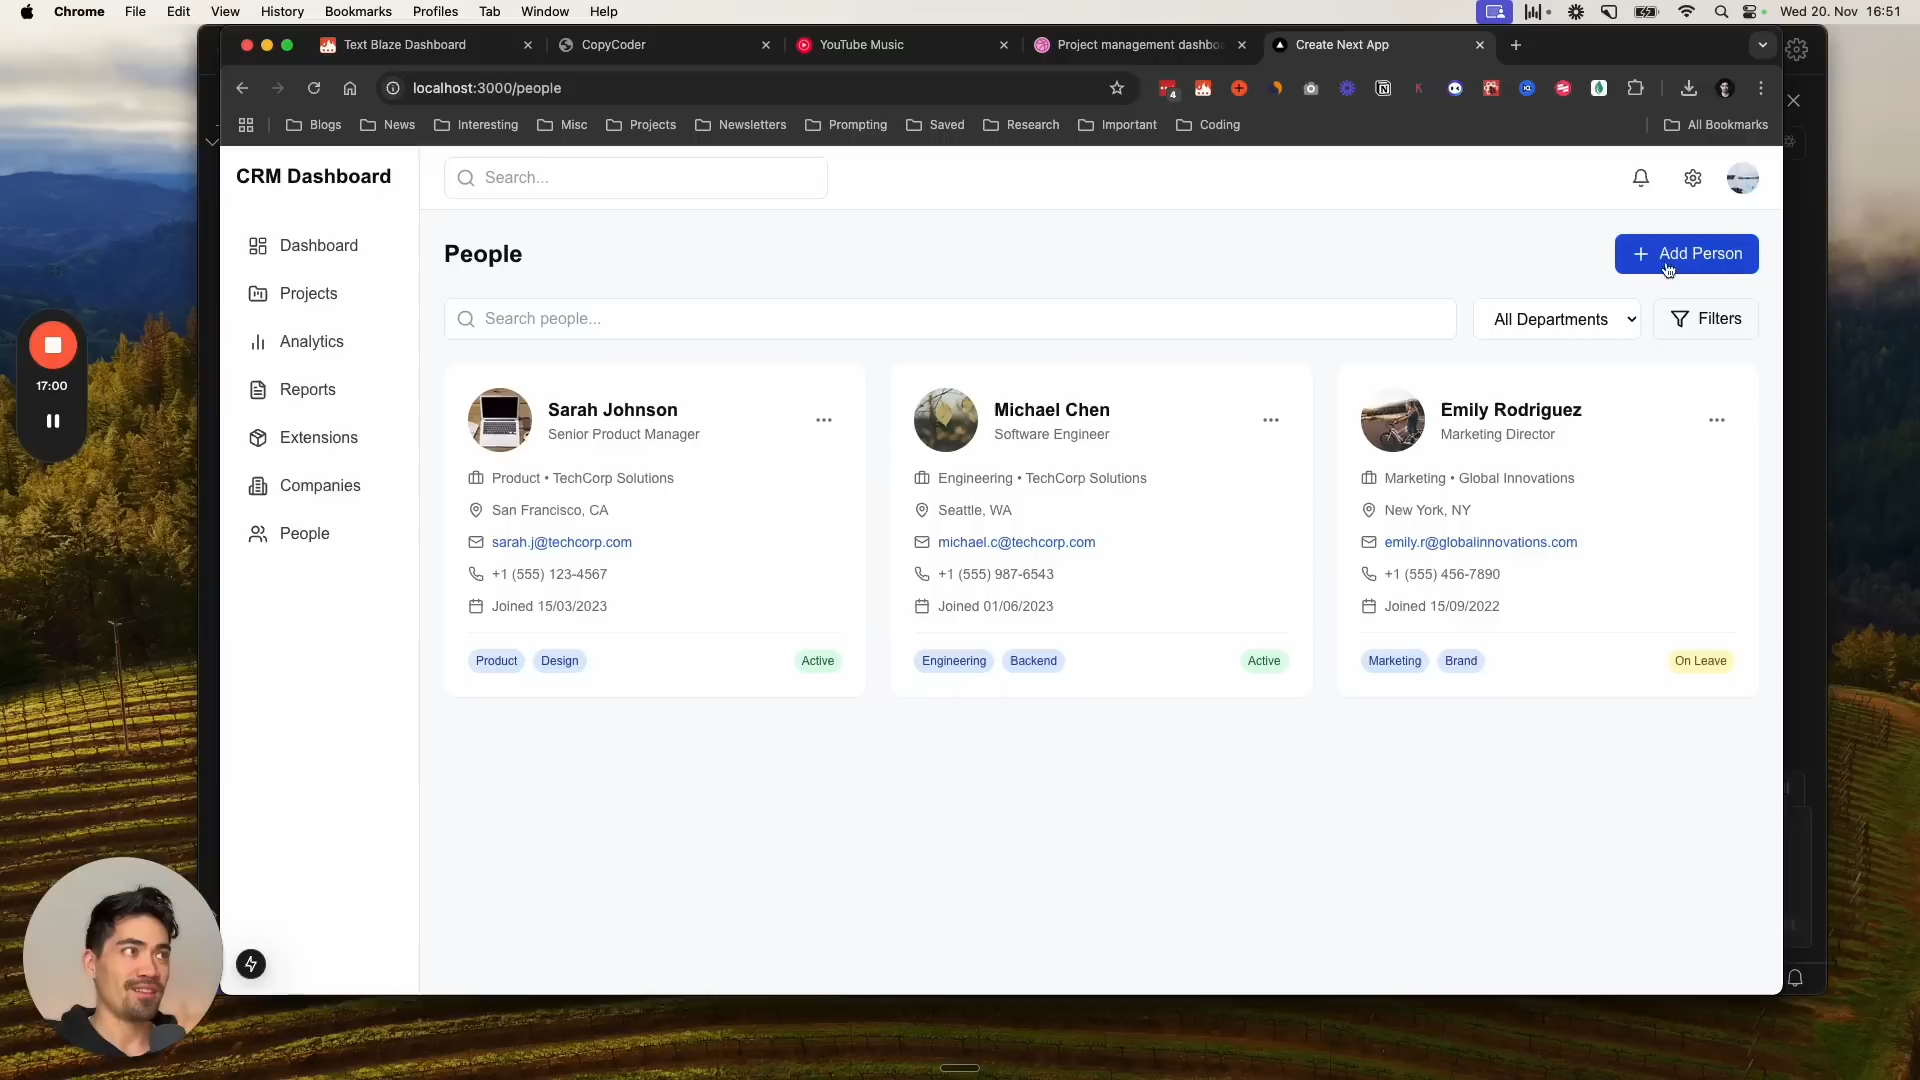 Chrome File Edit View History Bookmarks Profiles Tab Window Help Wed 20. Nov 16:51
Text Blaze Dashboard CopyCoder YouTube Music Project management dashbo Create Next App
localhost:3000/people 4
Blogs News Interesting Misc Projects Newsletters Prompting Saved Research Important Coding All Bookmarks
CRM Dashboard Search...
Dashboard
Projects
Analytics
Reports
Extensions
Companies
People
17:00
People Add Person
Search people... All Departments Filters
Sarah Johnson
Senior Product Manager
Product • TechCorp Solutions
San Francisco, CA
sarah.j@techcorp.com
+1 (555) 123-4567
Joined 15/03/2023
Product Design Active
Michael Chen
Software Engineer
Engineering • TechCorp Solutions
Seattle, WA
michael.c@techcorp.com
+1 (555) 987-6543
Joined 01/06/2023
Engineering Backend Active
Emily Rodriguez
Marketing Director
Marketing • Global Innovations
New York, NY
emily.r@globalinnovations.com
+1 (555) 456-7890
Joined 15/09/2022
Marketing Brand On Leave